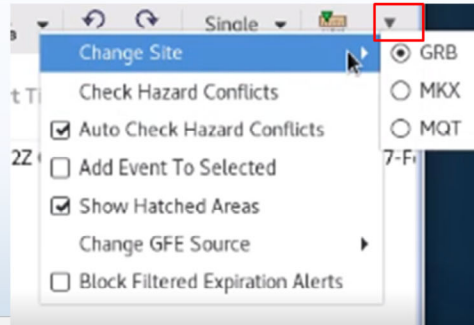 Single
Change Site
GRB
Check Hazard Conflicts
MKX
Auto Check Hazard Conflicts
MQT
2Z
Add Event To Selected
Show Hatched Areas
Change GFE Source
Block Filtered Expiration Alerts